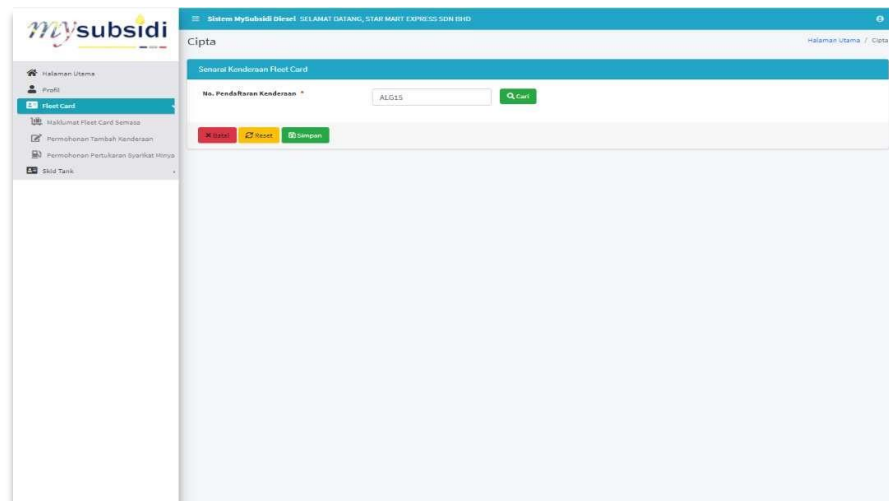 mysubsidi
Sistem MySubsidi Diesel SELAMAT DATANG, STAR MART EXPRESS SDN BHD
Cipta
Halaman Utama / Cipta
Halaman Utama
Profil
Fleet Card
Maklumat Fleet Card Semasa
Permohonan Tambah Kenderaan
Permohonan Pertukaran Syarikat Minya
Skid Tank
Senarai Kenderaan Fleet Card
No. Pendaftaran Kenderaan *
ALG15
Cari
Batal Reset Simpan